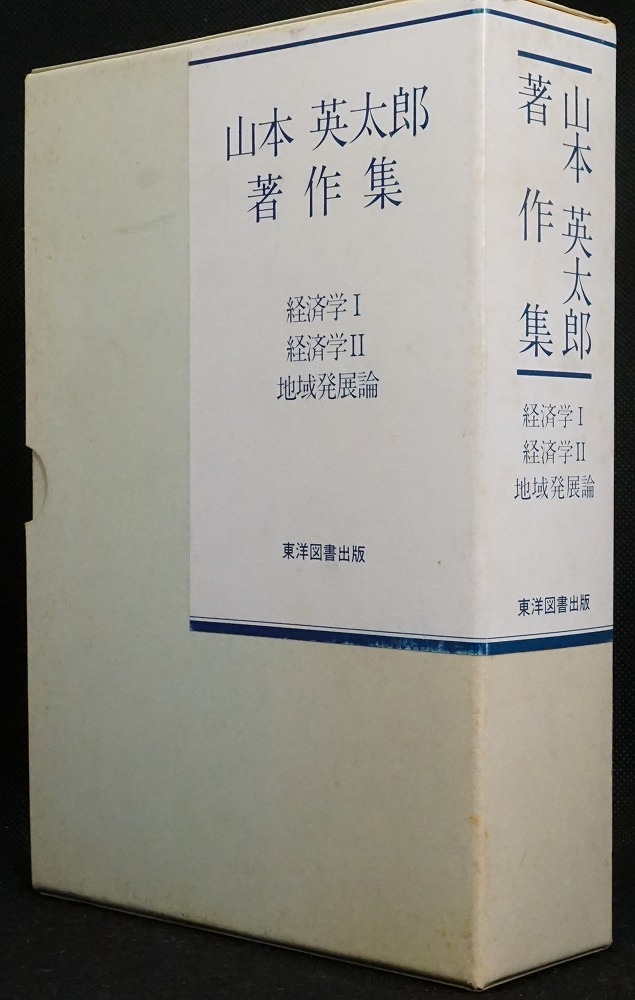 山本 英太郎
著作集
経済学Ⅰ
経済学Ⅱ
地域発展論
東洋図書出版
山本 英太郎
著作集
経済学Ⅰ
経済学Ⅱ
地域発展論
東洋図書出版